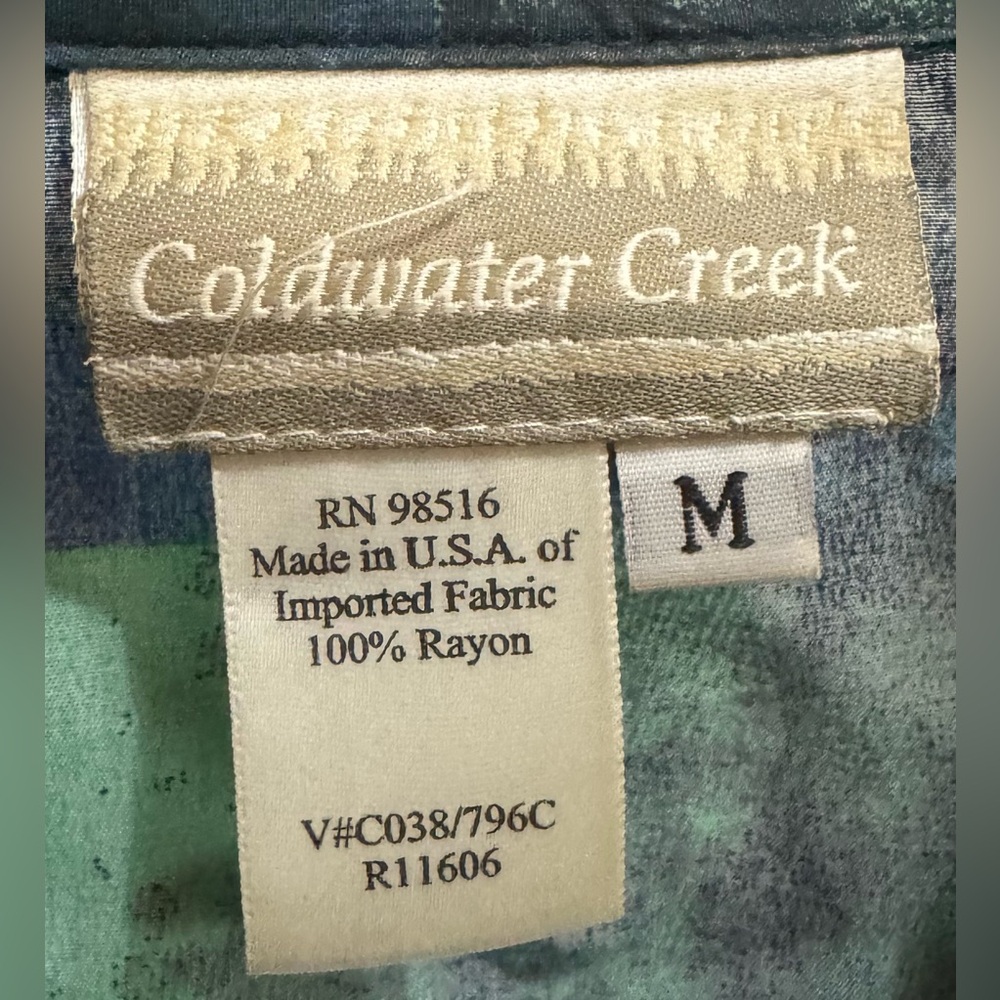 Coldwater Creek
M
RN 98516
Made in U.S.A. of
Imported Fabric
100% Rayon
V#C038/796C
R11606